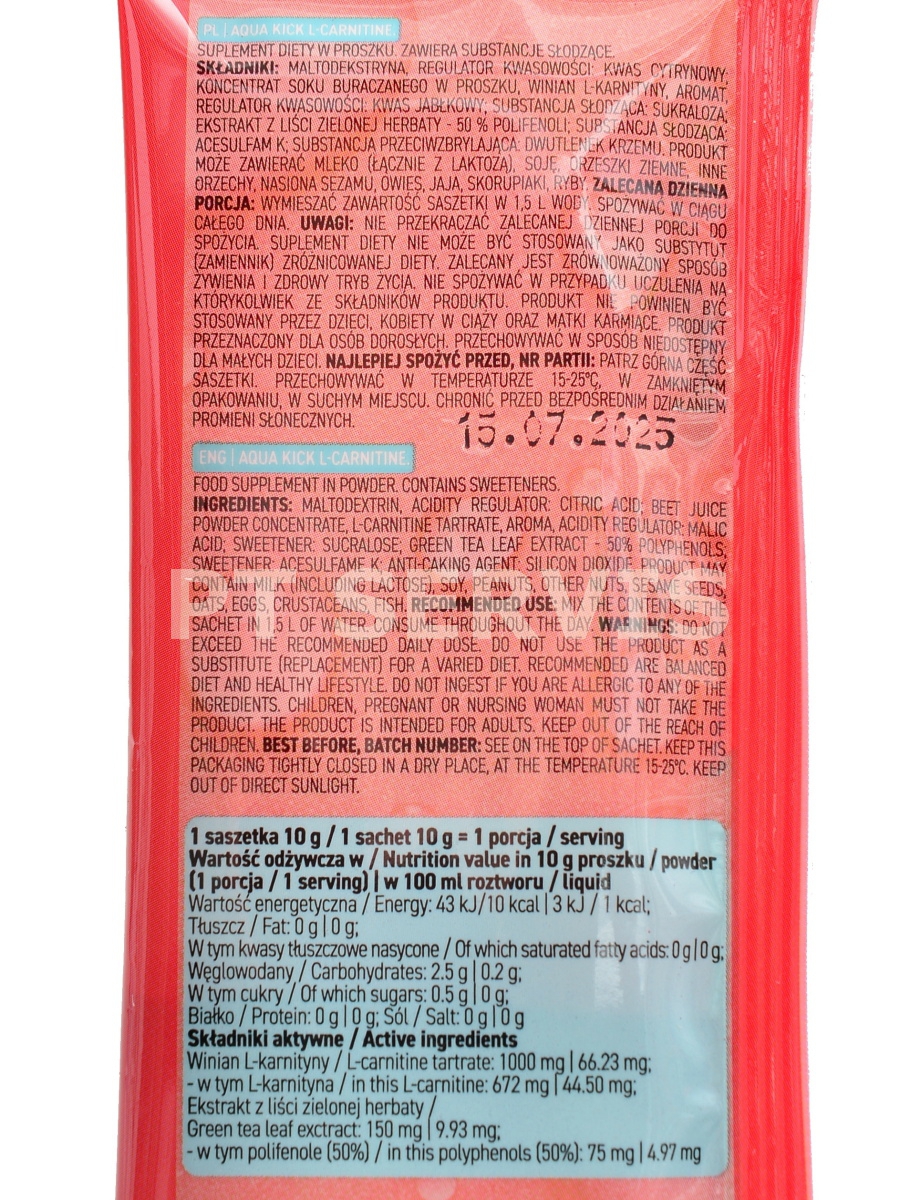 PL | AQUA KICK L-CARNITINE
SUPLEMENT DIETY W PROSZKU. ZAWIERA SUBSTANCJE SŁODZĄCE.
SKŁADNIKI: MALTODEKSTRYNA, REGULATOR KWASOWOŚCI: KWAS CYTRYNOWY;
KONCENTRAT SOKU BURACZANEGO W PROSZKU, WINIAN L-KARNITYNY, AROMAT,
REGULATOR KWASOWOŚCI: KWAS JABŁKOWY; SUBSTANCJA SŁODZĄCA: SUKRALOZA;
EKSTRAKT Z LIŚCI ZIELONEJ HERBATY - 50 % POLIFENOLI; SUBSTANCJA SŁODZĄCA:
ACESULFAM K; SUBSTANCJA PRZECIWZBRYLAJĄCA: DWUTLENEK KRZEMU. PRODUKT
MOŻE ZAWIERAĆ MLEKO (ŁĄCZNIE Z LAKTOZĄ), SOJĘ, ORZESZKI ZIEMNE, INNE
ORZECHY, NASIONA SEZAMU, OWIES, JAJA, SKORUPIAKI, RYBY. ZALECANA DZIENNA
PORCJA: WYMIESZAĆ ZAWARTOŚĆ SASZETKI W 1,5 L WODY. SPOŻYWAĆ W CIĄGU
CAŁEGO DNIA. UWAGI: NIE PRZEKRACZAĆ ZALECANEJ DZIENNEJ PORCJI DO
SPOŻYCIA. SUPLEMENT DIETY NIE MOŻE BYĆ STOSOWANY JAKO SUBSTYTUT
(ZAMIENNIK) ZRÓŻNICOWANEJ DIETY. ZALECANY JEST ZRÓWNOWAŻONY SPOSÓB
ŻYWIENIA I ZDROWY TRYB ŻYCIA. NIE SPOŻYWAĆ W PRZYPADKU UCZULENIA NA
KTÓRYKOLWIEK ZE SKŁADNIKÓW PRODUKTU. PRODUKT NIE POWINIEN BYĆ
STOSOWANY PRZEZ DZIECI, KOBIETY W CIĄŻY ORAZ MATKI KARMIĄCE. PRODUKT
PRZEZNACZONY DLA OSÓB DOROSŁYCH. PRZECHOWYWAĆ W SPOSÓB NIEDOSTĘPNY
DLA MAŁYCH DZIECI. NAJLEPIEJ SPOŻYĆ PRZED, NR PARTII: PATRZ GÓRNA CZĘŚĆ
SASZETKI. PRZECHOWYWAĆ W TEMPERATURZE 15-25°C, W ZAMKNIĘTYM
OPAKOWANIU, W SUCHYM MIEJSCU. CHRONIĆ PRZED BEZPOŚREDNIM DZIAŁANIEM
PROMIENI SŁONECZNYCH.
15.07.2025
ENG | AQUA KICK L-CARNITINE.
FOOD SUPPLEMENT IN POWDER. CONTAINS SWEETENERS.
INGREDIENTS: MALTODEXTRIN, ACIDITY REGULATOR: CITRIC ACID; BEET JUICE
POWDER CONCENTRATE, L-CARNITINE TARTRATE, AROMA, ACIDITY REGULATOR: MALIC
ACID; SWEETENER: SUCRALOSE; GREEN TEA LEAF EXTRACT - 50% POLYPHENOLS;
SWEETENER: ACESULFAME K; ANTI-CAKING AGENT: SILICON DIOXIDE. PRODUCT MAY
CONTAIN MILK (INCLUDING LACTOSE), SOY, PEANUTS, OTHER NUTS, SESAME SEEDS,
OATS, EGGS, CRUSTACEANS, FISH. RECOMMENDED USE: MIX THE CONTENTS OF THE
SACHET IN 1,5 L OF WATER. CONSUME THROUGHOUT THE DAY. WARNINGS: DO NOT
EXCEED THE RECOMMENDED DAILY DOSE. DO NOT USE THE PRODUCT AS A
SUBSTITUTE (REPLACEMENT) FOR A VARIED DIET. RECOMMENDED ARE BALANCED
DIET AND HEALTHY LIFESTYLE. DO NOT INGEST IF YOU ARE ALLERGIC TO ANY OF THE
INGREDIENTS. CHILDREN, PREGNANT OR NURSING WOMAN MUST NOT TAKE THE
PRODUCT. THE PRODUCT IS INTENDED FOR ADULTS. KEEP OUT OF THE REACH OF
CHILDREN. BEST BEFORE, BATCH NUMBER: SEE ON THE TOP OF SACHET. KEEP THIS
PACKAGING TIGHTLY CLOSED IN A DRY PLACE, AT THE TEMPERATURE 15-25°C. KEEP
OUT OF DIRECT SUNLIGHT.
1 saszetka 10 g / 1 sachet 10 g = 1 porcja / serving
Wartość odżywcza w / Nutrition value in 10 g proszku / powder
(1 porcja / 1 serving) | w 100 ml roztworu / liquid
Wartość energetyczna / Energy: 43 kJ/10 kcal | 3 kJ / 1 kcal;
Tłuszcz / Fat: 0 g | 0 g;
W tym kwasy tłuszczowe nasycone / Of which saturated fatty acids: 0 g | 0 g;
Węglowodany / Carbohydrates: 2.5 g | 0.2 g;
W tym cukry / Of which sugars: 0.5 g | 0 g;
Białko / Protein: 0 g | 0 g; Sól / Salt: 0 g | 0 g
Składniki aktywne / Active ingredients
Winian L-karnityny / L-carnitine tartrate: 1000 mg | 66.23 mg;
- w tym L-karnityna / in this L-carnitine: 672 mg | 44.50 mg;
Ekstrakt z liści zielonej herbaty /
Green tea leaf exctract: 150 mg | 9.93 mg;
- w tym polifenole (50%) / in this polyphenols (50%): 75 mg | 4.97 mg